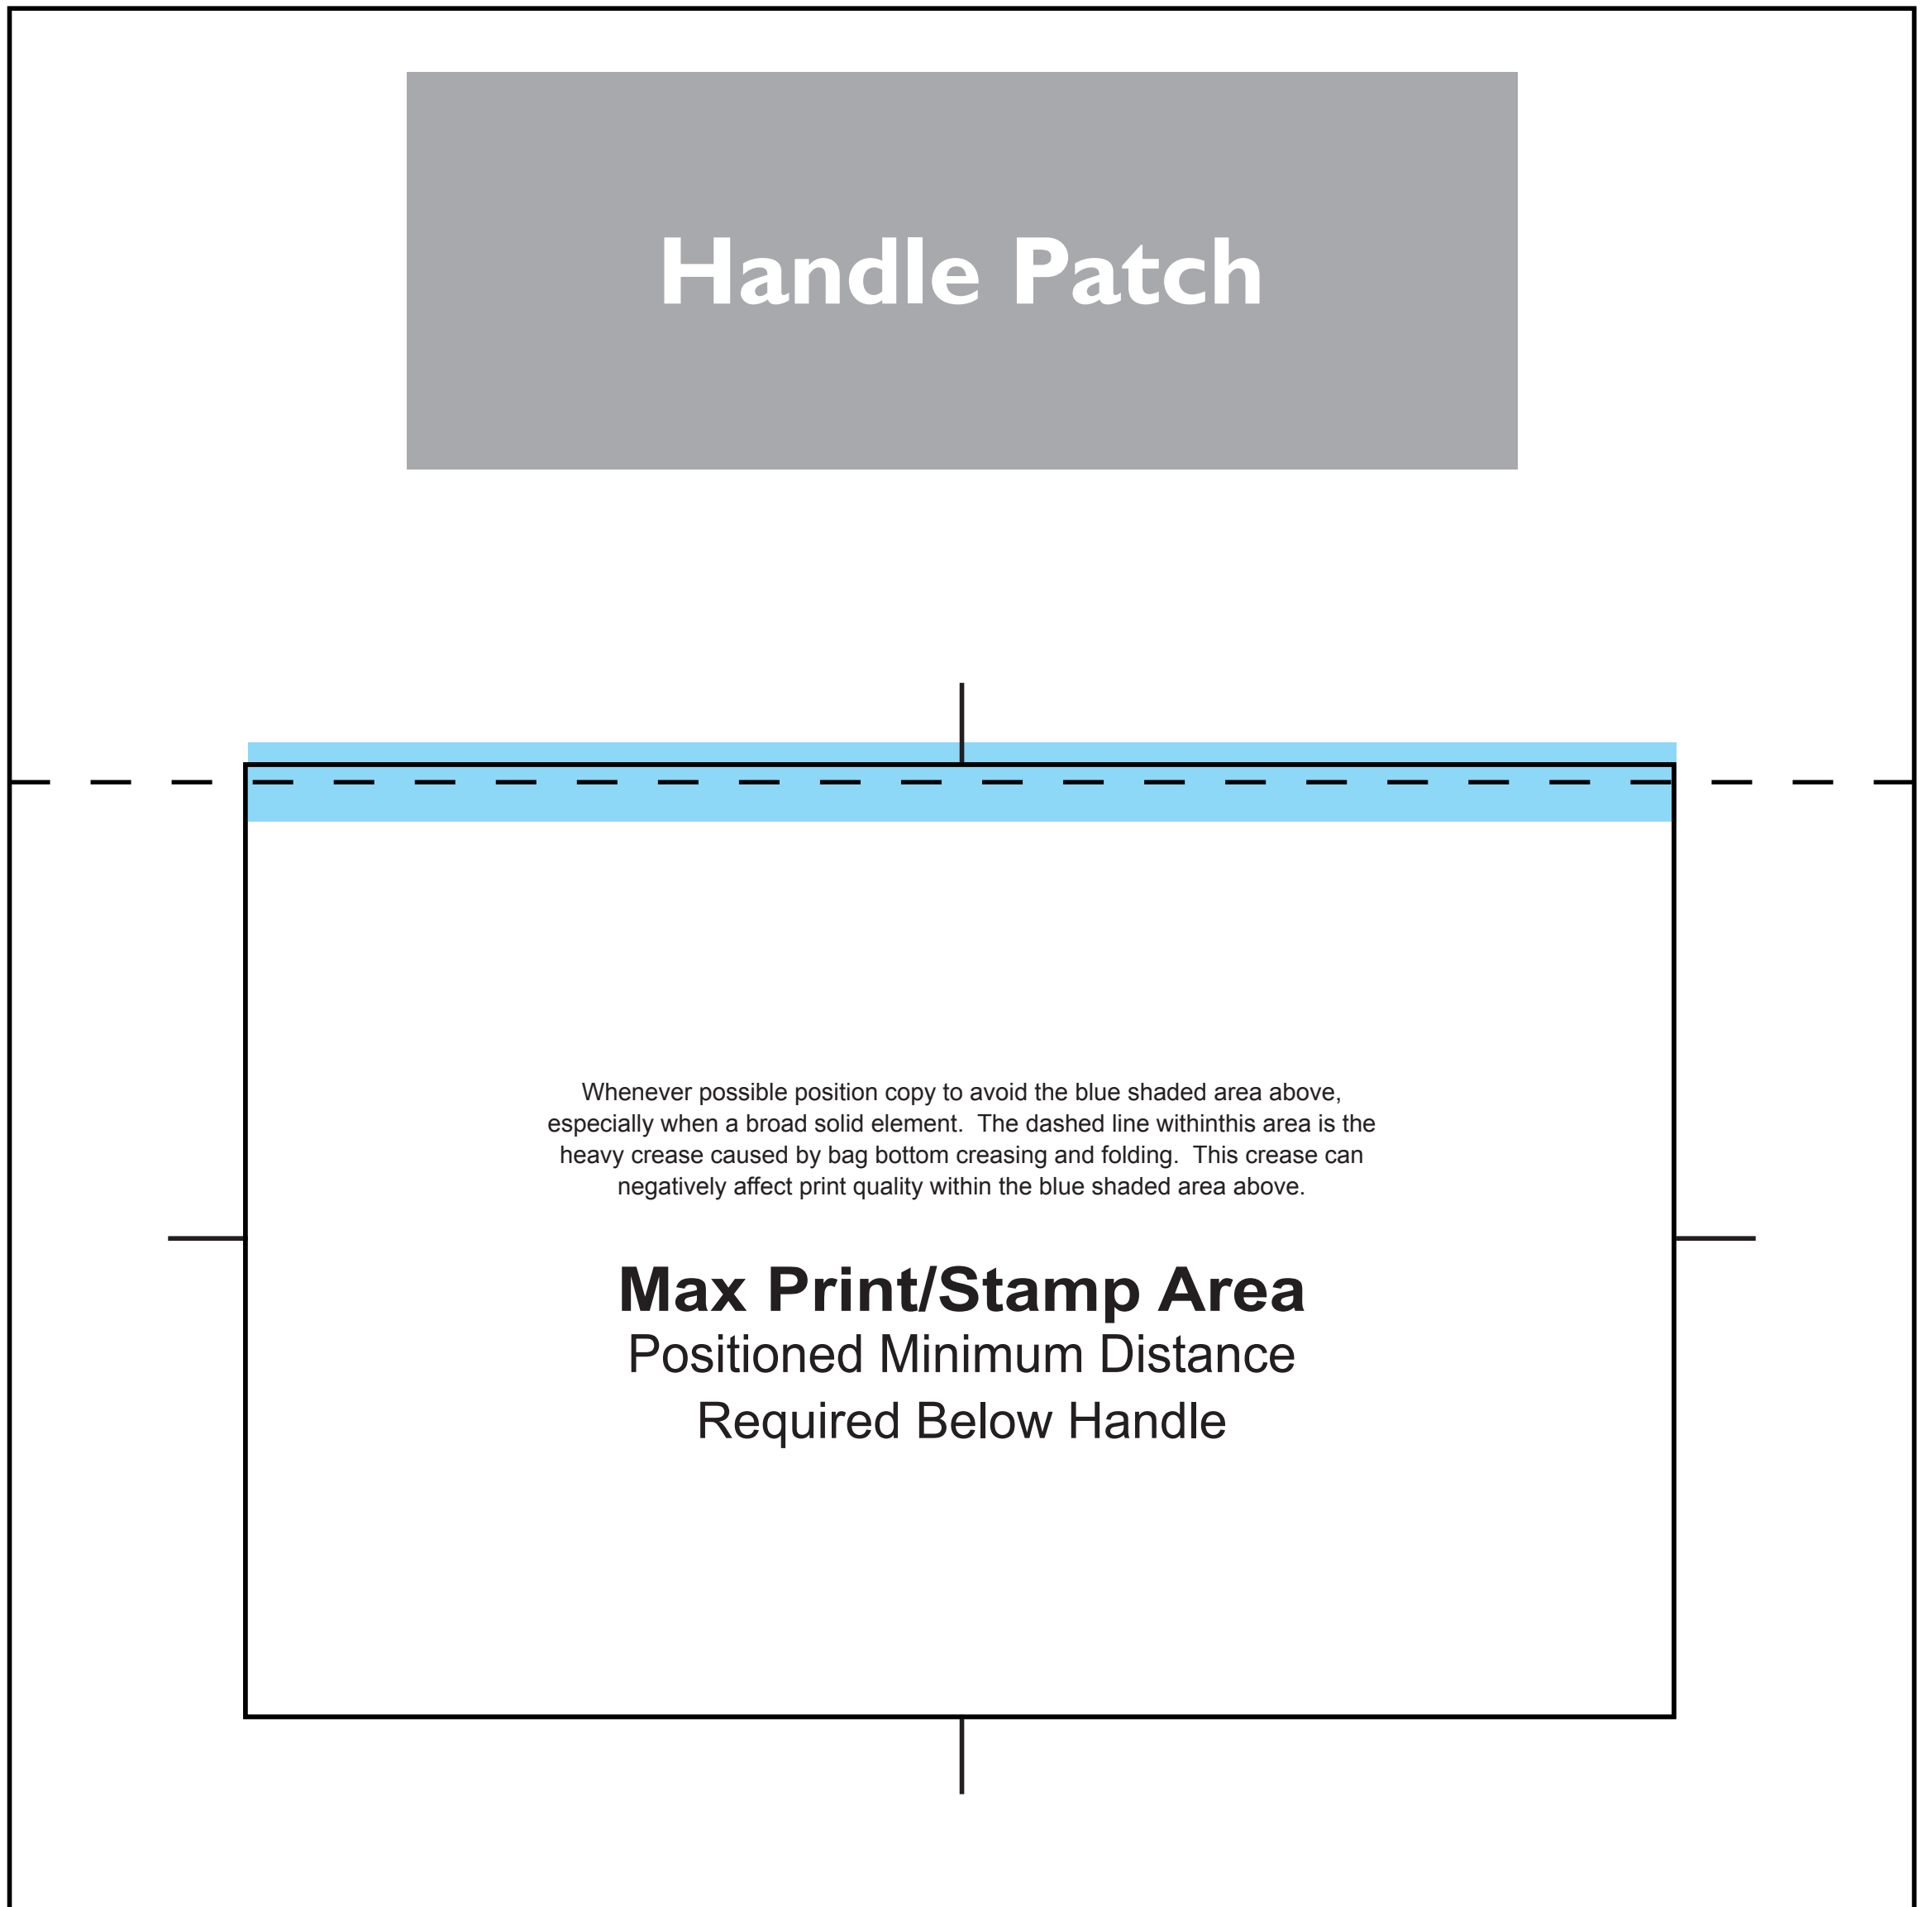 Handle Patch
Whenever possible position copy to avoid the blue shaded area above,
especially when a broad solid element.  The dashed line withinthis area is the
heavy crease caused by bag bottom creasing and folding.  This crease can
negatively affect print quality within the blue shaded area above.
Max Print/Stamp Area
Positioned Minimum Distance
Required Below Handle